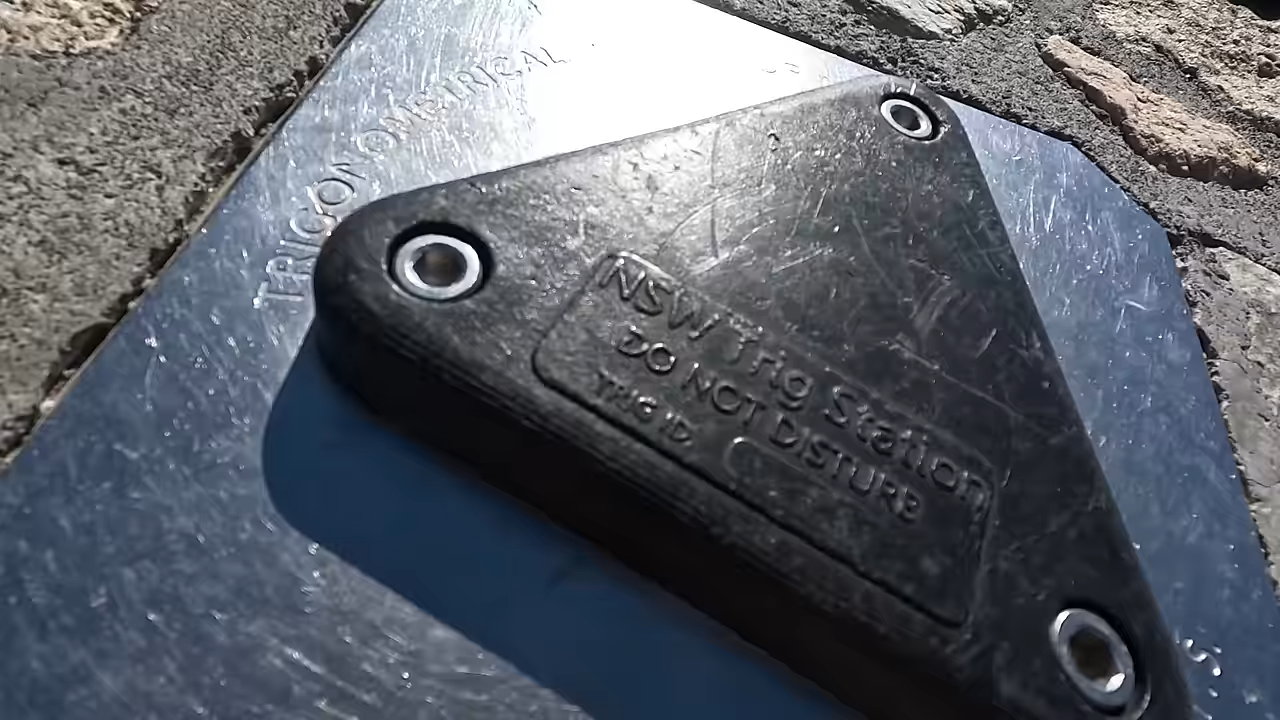 TRIGONOMETRICAL
NSW Trig Station
DO NOT DISTURB
TRIG ID.